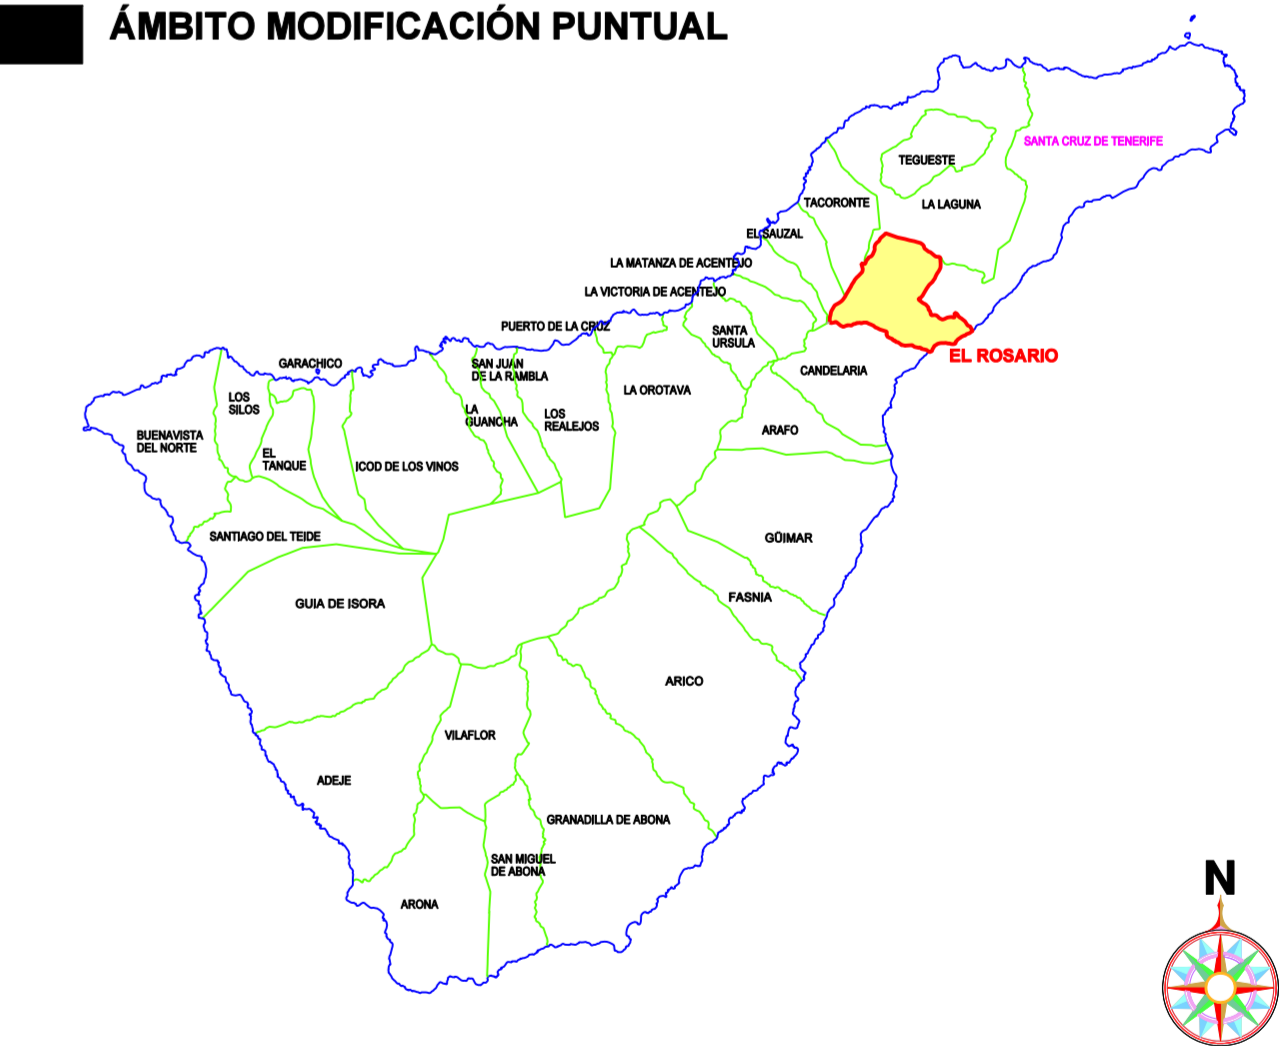 ÁMBITO MODIFICACIÓN PUNTUAL
SANTA CRUZ DE TENERIFE
TEGUESTE
LA LAGUNA
TACORONTE
EL SAUZAL
LA MATANZA DE ACENTEJO
LA VICTORIA DE ACENTEJO
PUERTO DE LA CRUZ
SANTA
URSULA
EL ROSARIO
GARACHICO
SAN JUAN
DE LA RAMBLA
CANDELARIA
LA OROTAVA
LOS
SILOS
LA
GUANCHA
LOS
REALEJOS
ARAFO
BUENAVISTA
DEL NORTE
EL
TANQUE
ICOD DE LOS VINOS
SANTIAGO DEL TEIDE
GÜIMAR
GUIA DE ISORA
FASNIA
ARICO
VILAFLOR
ADEJE
GRANADILLA DE ABONA
SAN MIGUEL
DE ABONA
ARONA
N